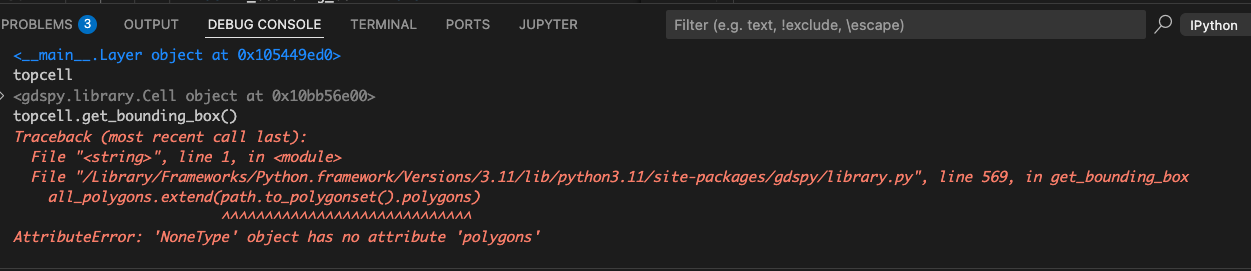 PROBLEMS 3 OUTPUT DEBUG CONSOLE TERMINAL PORTS JUPYTER Filter (e.g. text, !exclude, \escape) IPython
<__main__.Layer object at 0x105449ed0>
topcell
<gdspy.library.Cell object at 0x10bb56e00>
topcell.get_bounding_box()
Traceback (most recent call last):
  File "<string>", line 1, in <module>
  File "/Library/Frameworks/Python.framework/Versions/3.11/lib/python3.11/site-packages/gdspy/library.py", line 569, in get_bounding_box
    all_polygons.extend(path.to_polygonset().polygons)
                        ^^^^^^^^^^^^^^^^^^^^^^^^^^^^^
AttributeError: 'NoneType' object has no attribute 'polygons'